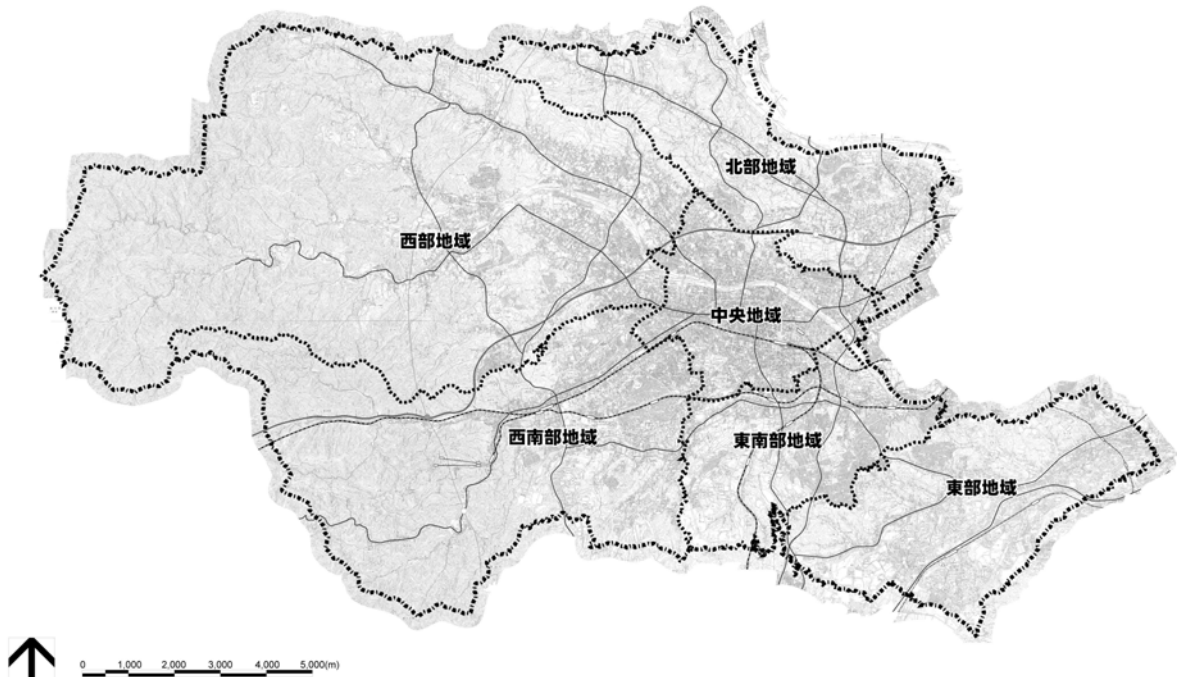 北部地域
西部地域
中央地域
西南部地域
東南部地域
東部地域
0 1,000 2,000 3,000 4,000 5,000(m)